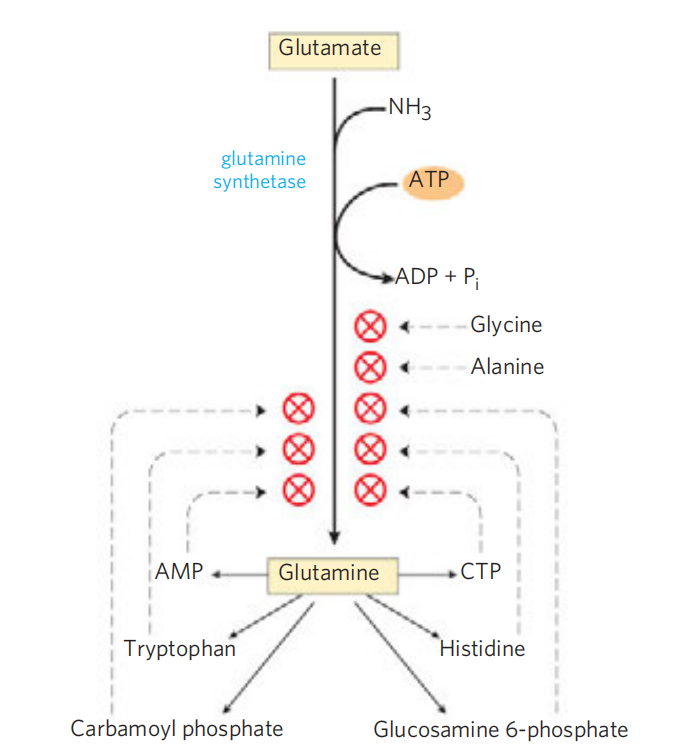 Glutamate
NH3
glutamine
synthetase
ATP
ADP + Pi
Glycine
Alanine
AMP
Glutamine
CTP
Tryptophan
Histidine
Carbamoyl phosphate
Glucosamine 6-phosphate